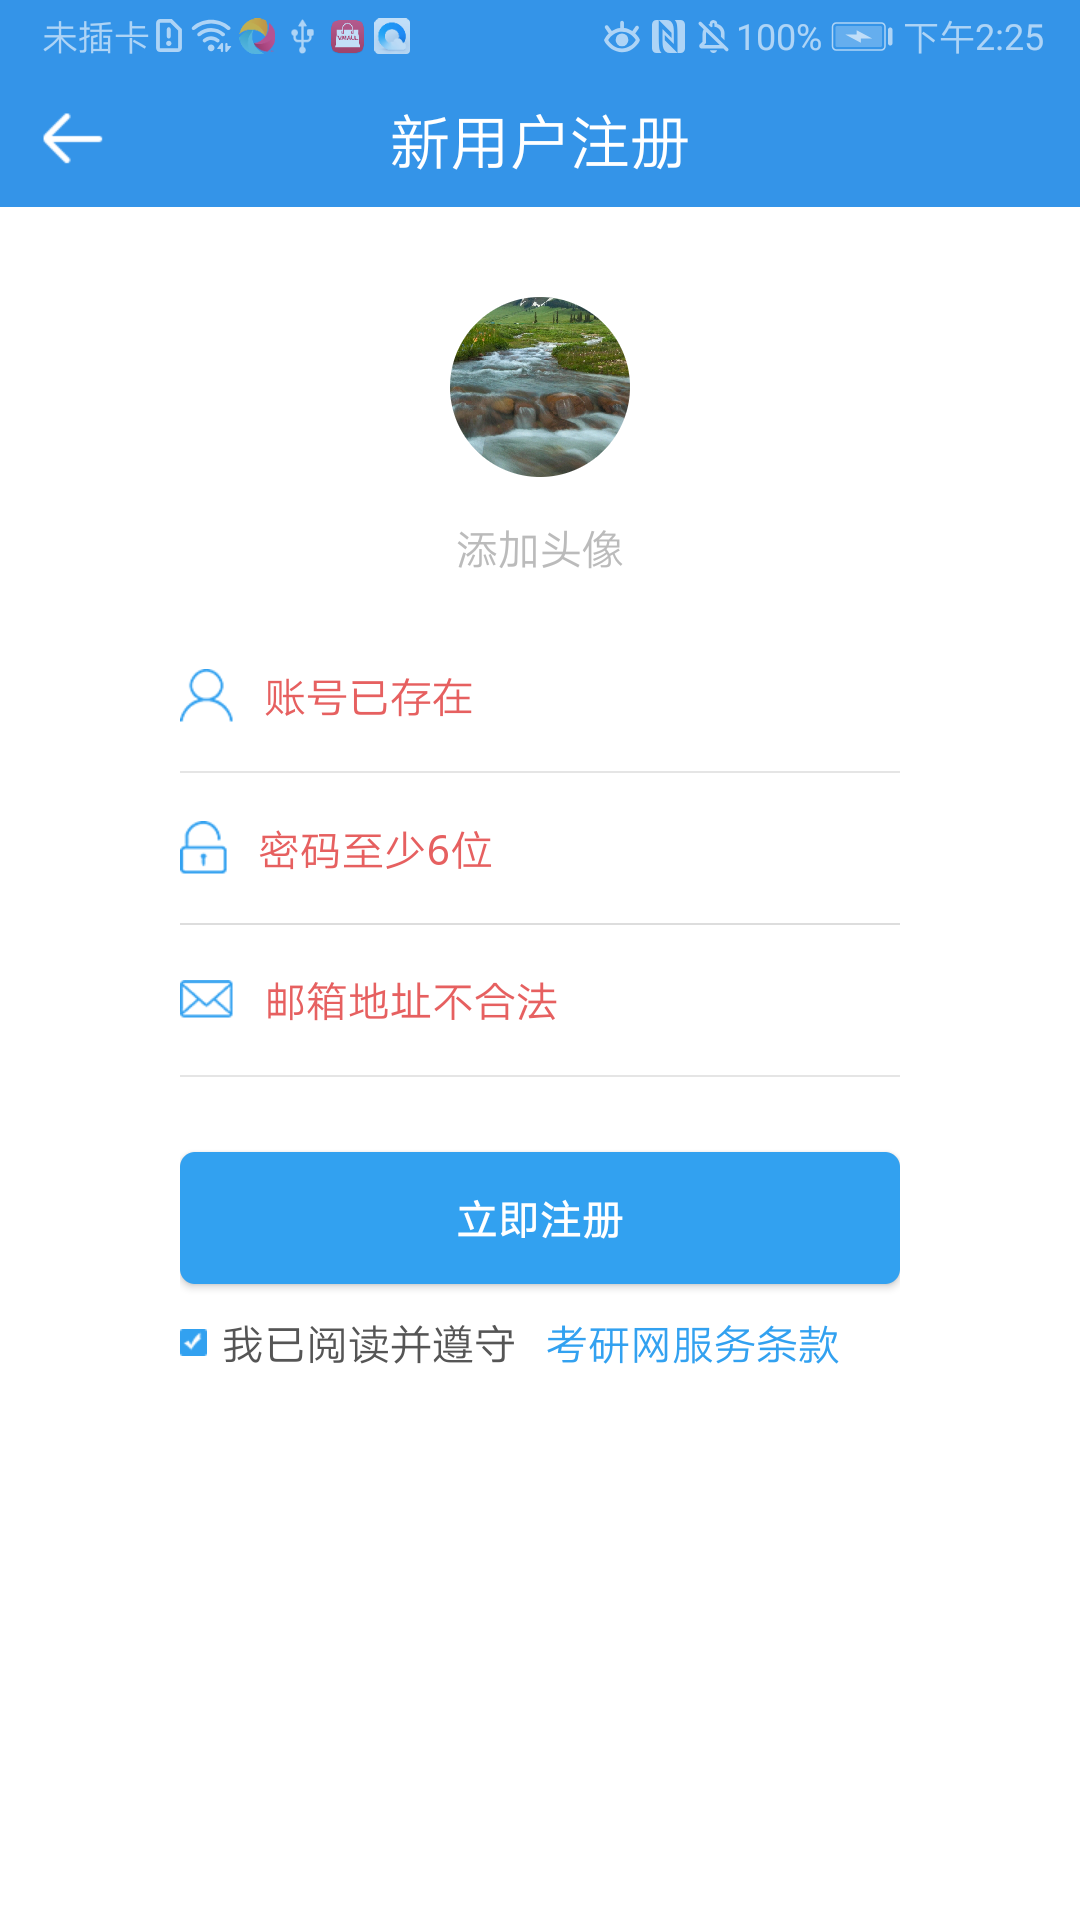 未插卡 100% 下午2:25
新用户注册
添加头像
账号已存在
密码至少6位
邮箱地址不合法
立即注册
我已阅读并遵守 考研网服务条款